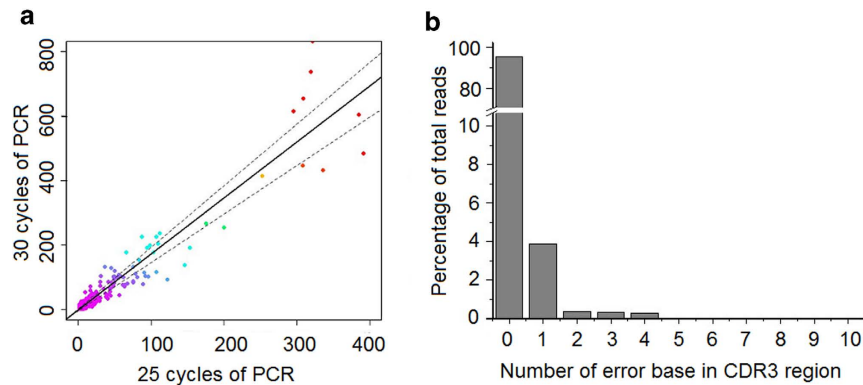 a
800
600
400
200
0
30 cycles of PCR
0 100 200 300 400
25 cycles of PCR
b
100
80
10
8
6
4
2
0
Percentage of total reads
0 1 2 3 4 5 6 7 8 9 10
Number of error base in CDR3 region